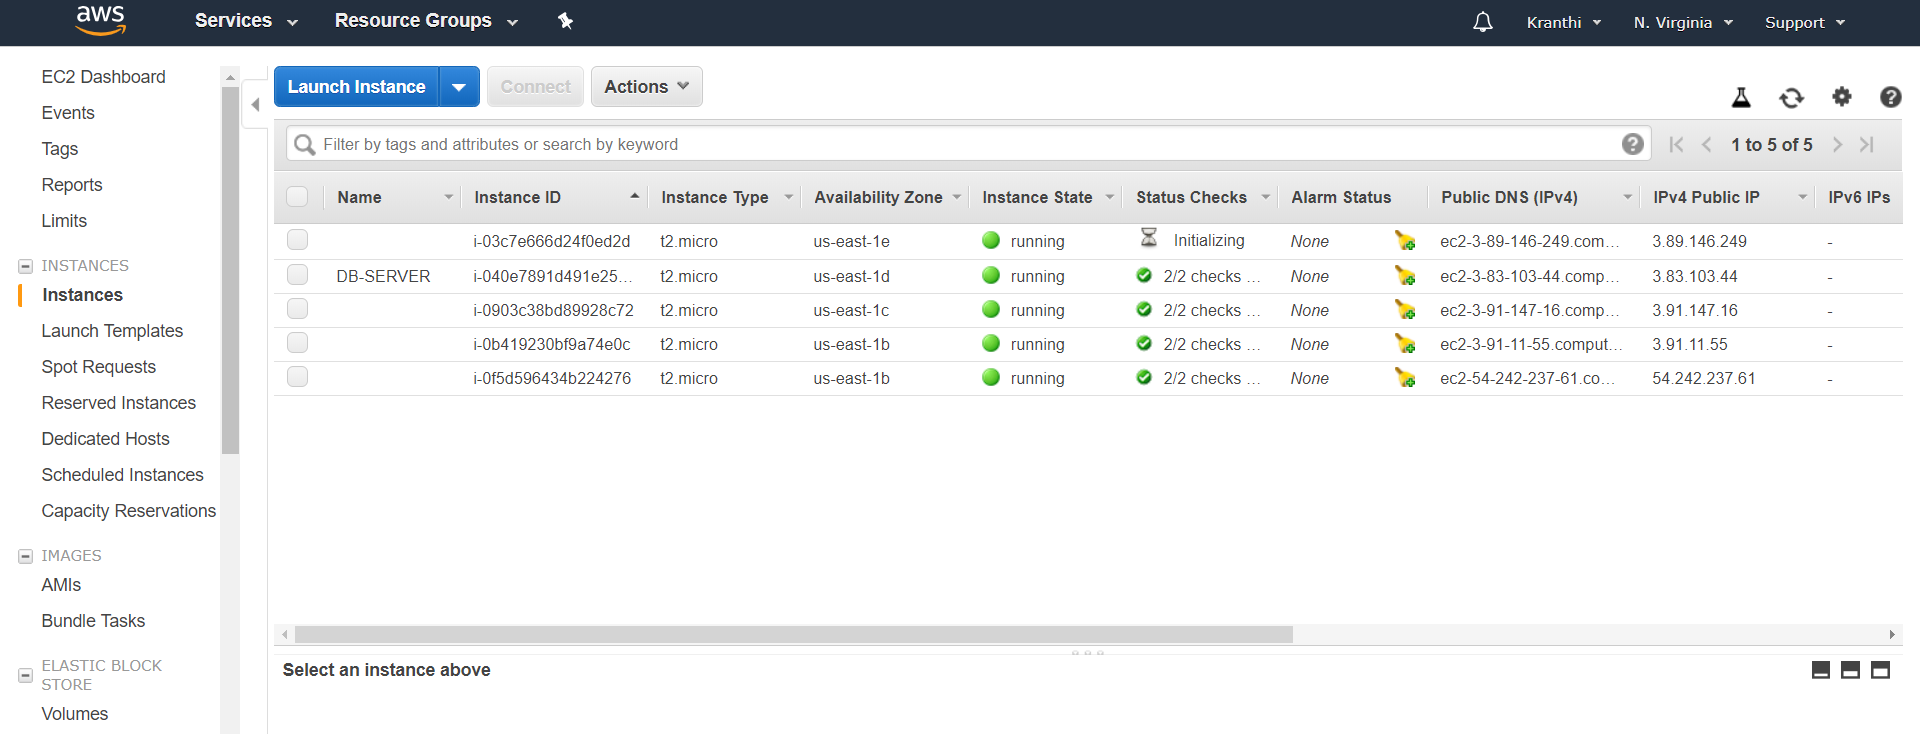 aws Services Resource Groups Kranthi N. Virginia Support
EC2 Dashboard
Events
Tags
Reports
Limits
INSTANCES
Instances
Launch Templates
Spot Requests
Reserved Instances
Dedicated Hosts
Scheduled Instances
Capacity Reservations
IMAGES
AMIs
Bundle Tasks
ELASTIC BLOCK
STORE
Volumes
Launch Instance Connect Actions
Filter by tags and attributes or search by keyword 1 to 5 of 5
Name Instance ID Instance Type Availability Zone Instance State Status Checks Alarm Status Public DNS (IPv4) IPv4 Public IP IPv6 IPs
i-03c7e666d24f0ed2d t2.micro us-east-1e running Initializing None ec2-3-89-146-249.com... 3.89.146.249 -
DB-SERVER i-040e7891d491e25... t2.micro us-east-1d running 2/2 checks ... None ec2-3-83-103-44.comp... 3.83.103.44 -
i-0903c38bd89928c72 t2.micro us-east-1c running 2/2 checks ... None ec2-3-91-147-16.comp... 3.91.147.16 -
i-0b419230bf9a74e0c t2.micro us-east-1b running 2/2 checks ... None ec2-3-91-11-55.comput... 3.91.11.55 -
i-0f5d596434b224276 t2.micro us-east-1b running 2/2 checks ... None ec2-54-242-237-61.co... 54.242.237.61 -
Select an instance above